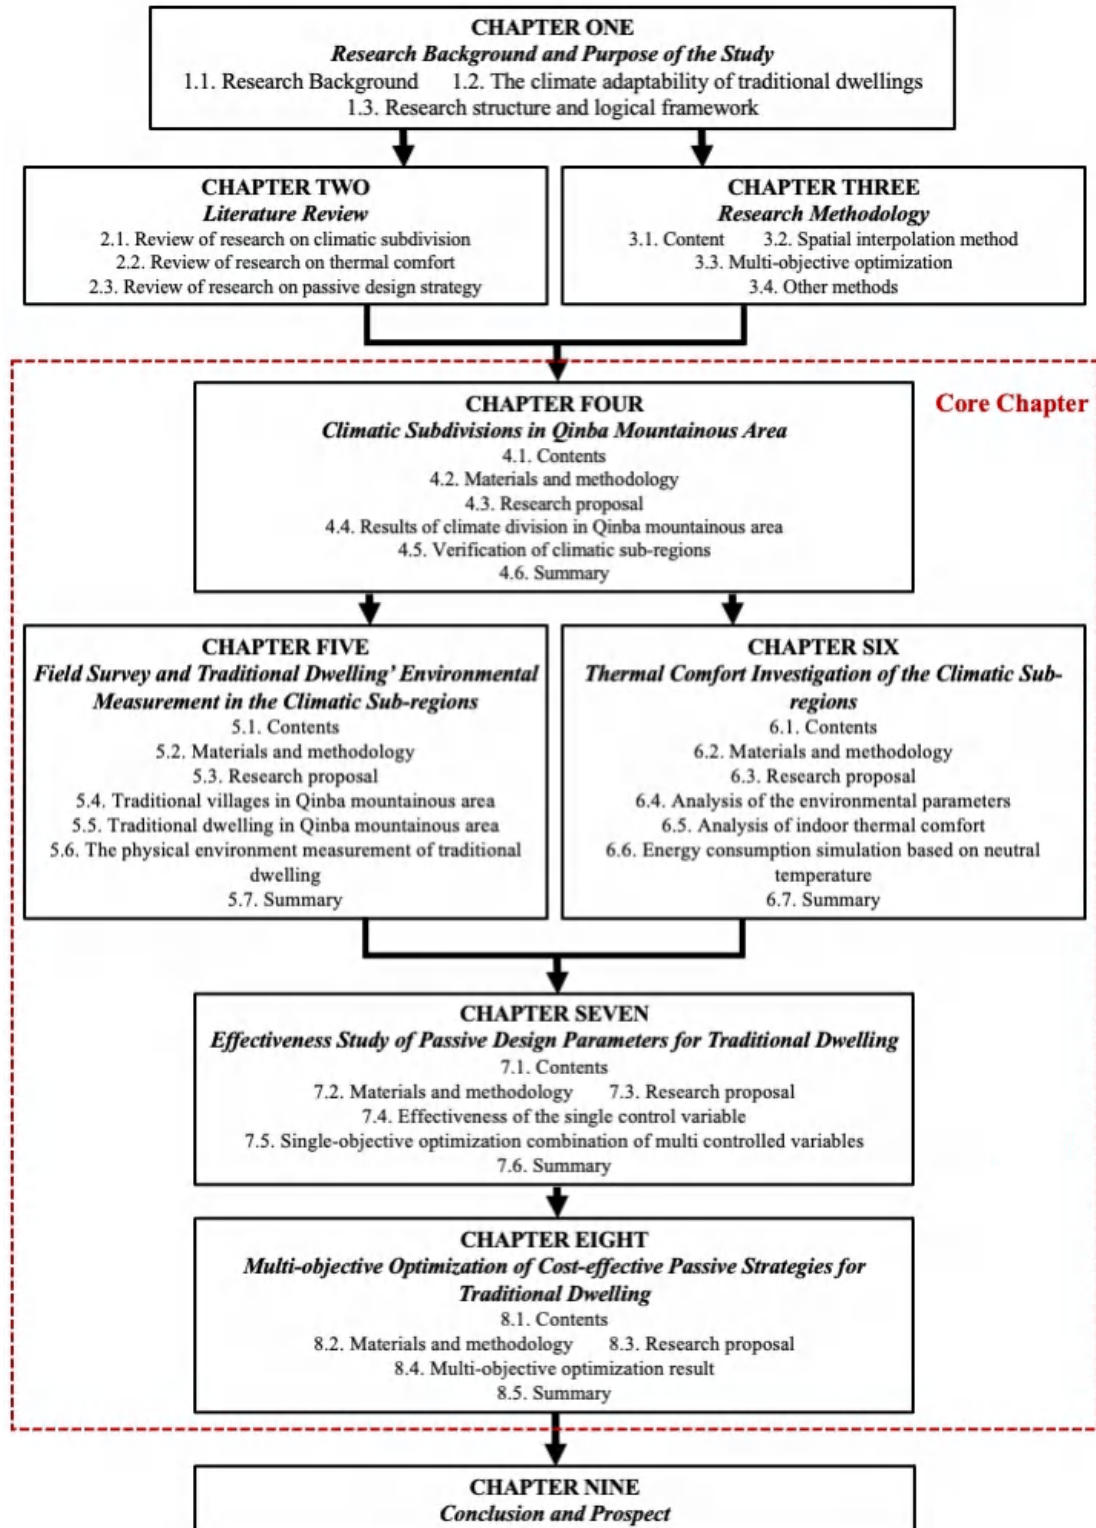 CHAPTER ONE
Research Background and Purpose of the Study
1.1. Research Background 1.2. The climate adaptability of traditional dwellings
1.3. Research structure and logical framework
CHAPTER TWO
Literature Review
2.1. Review of research on climatic subdivision
2.2. Review of research on thermal comfort
2.3. Review of research on passive design strategy
CHAPTER THREE
Research Methodology
3.1. Content 3.2. Spatial interpolation method
3.3. Multi-objective optimization
3.4. Other methods
Core Chapter
CHAPTER FOUR
Climatic Subdivisions in Qinba Mountainous Area
4.1. Contents
4.2. Materials and methodology
4.3. Research proposal
4.4. Results of climate division in Qinba mountainous area
4.5. Verification of climatic sub-regions
4.6. Summary
CHAPTER FIVE
Field Survey and Traditional Dwelling' Environmental
Measurement in the Climatic Sub-regions
5.1. Contents
5.2. Materials and methodology
5.3. Research proposal
5.4. Traditional villages in Qinba mountainous area
5.5. Traditional dwelling in Qinba mountainous area
5.6. The physical environment measurement of traditional
dwelling
5.7. Summary
CHAPTER SIX
Thermal Comfort Investigation of the Climatic Sub-
regions
6.1. Contents
6.2. Materials and methodology
6.3. Research proposal
6.4. Analysis of the environmental parameters
6.5. Analysis of indoor thermal comfort
6.6. Energy consumption simulation based on neutral
temperature
6.7. Summary
CHAPTER SEVEN
Effectiveness Study of Passive Design Parameters for Traditional Dwelling
7.1. Contents
7.2. Materials and methodology 7.3. Research proposal
7.4. Effectiveness of the single control variable
7.5. Single-objective optimization combination of multi controlled variables
7.6. Summary
CHAPTER EIGHT
Multi-objective Optimization of Cost-effective Passive Strategies for
Traditional Dwelling
8.1. Contents
8.2. Materials and methodology 8.3. Research proposal
8.4. Multi-objective optimization result
8.5. Summary
CHAPTER NINE
Conclusion and Prospect